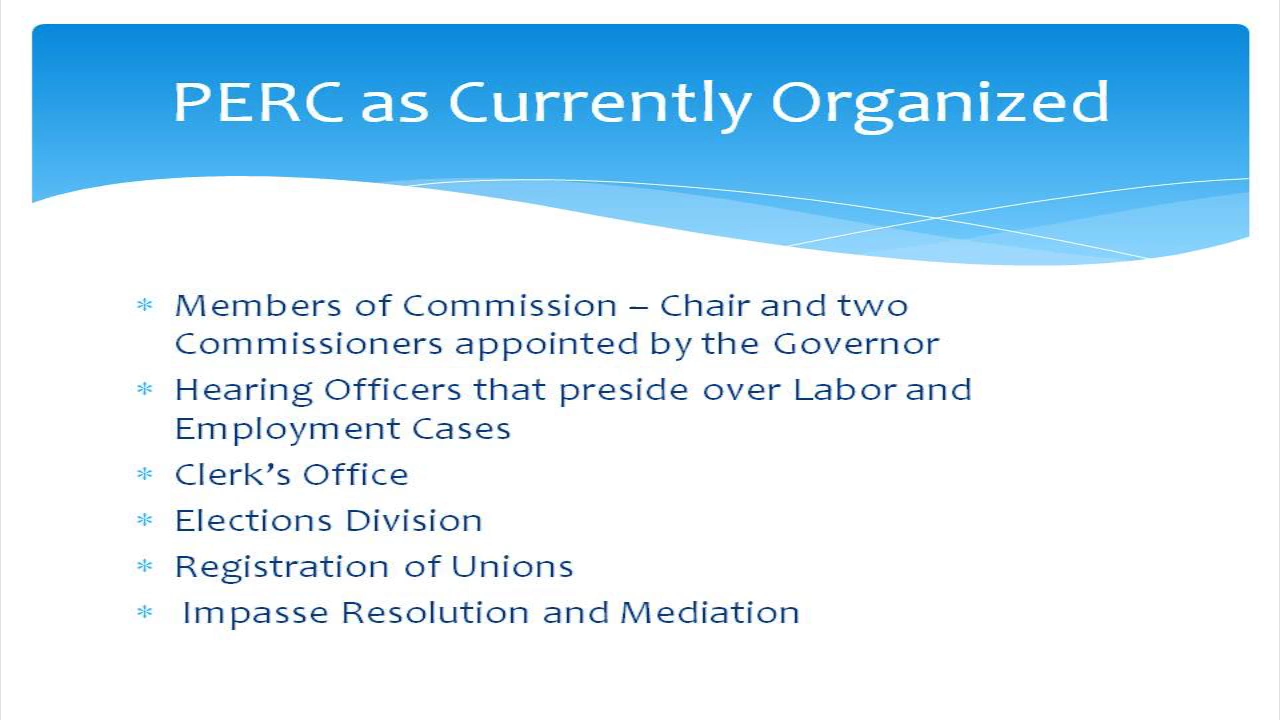 PERC as Currently Organized
* Members of Commission – Chair and two
Commissioners appointed by the Governor
* Hearing Officers that preside over Labor and
Employment Cases
* Clerk’s Office
* Elections Division
* Registration of Unions
* Impasse Resolution and Mediation